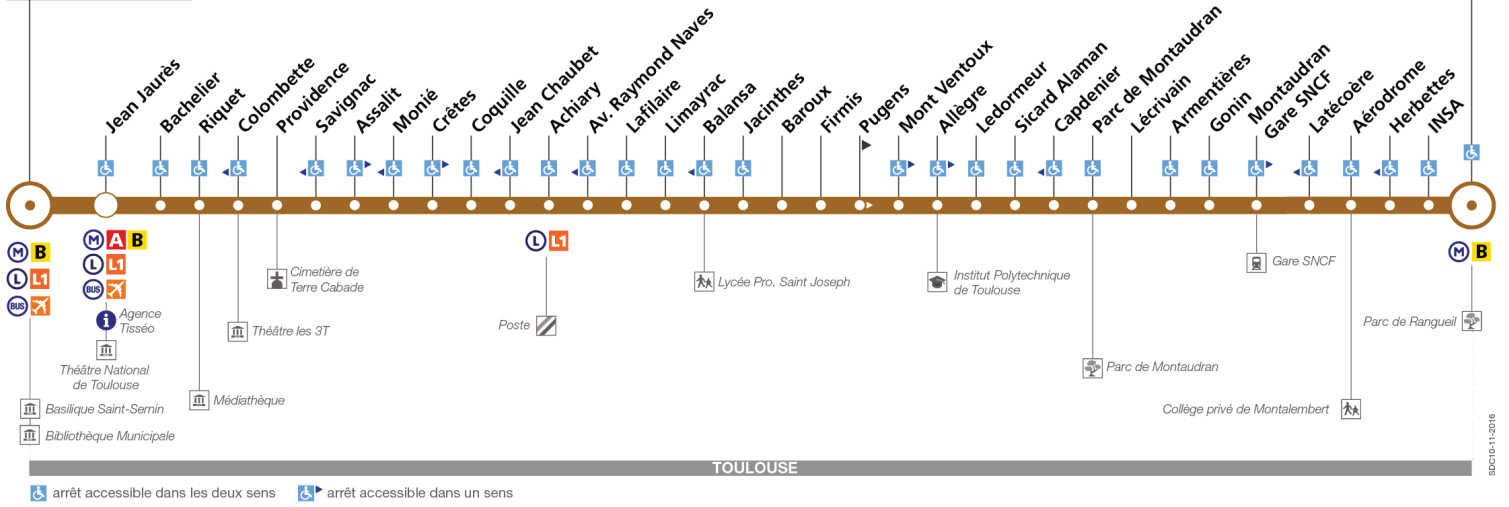 Jean Jaurès
Bachelier
Riquet
Colombette
Providence
Savignac
Assalit
Monié
Crêtes
Coquille
Jean Chaubet
Achiary
Av. Raymond Naves
Lafilaire
Limayrac
Balansa
Jacinthes
Baroux
Firmis
Pugens
Mont Ventoux
Allègre
Ledormeur
Sicard Alaman
Capdenier
Parc de Montaudran
Lécrivain
Armentières
Gonin
Montaudran
Gare SNCF
Latécoère
Aérodrome
Herbettes
INSA
M B
L L1
BUS
M A B
L L1
BUS
i Agence
Tisséo
Théâtre National
de Toulouse
Basilique Saint-Sernin
Bibliothèque Municipale
Médiathèque
Théâtre les 3T
Cimetière de
Terre Cabade
L L1
Poste
Lycée Pro. Saint Joseph
Institut Polytechnique
de Toulouse
Parc de Montaudran
Gare SNCF
Collège privé de Montalembert
M B
Parc de Rangueil
SDC10-11-2016
TOULOUSE
arrêt accessible dans les deux sens
arrêt accessible dans un sens